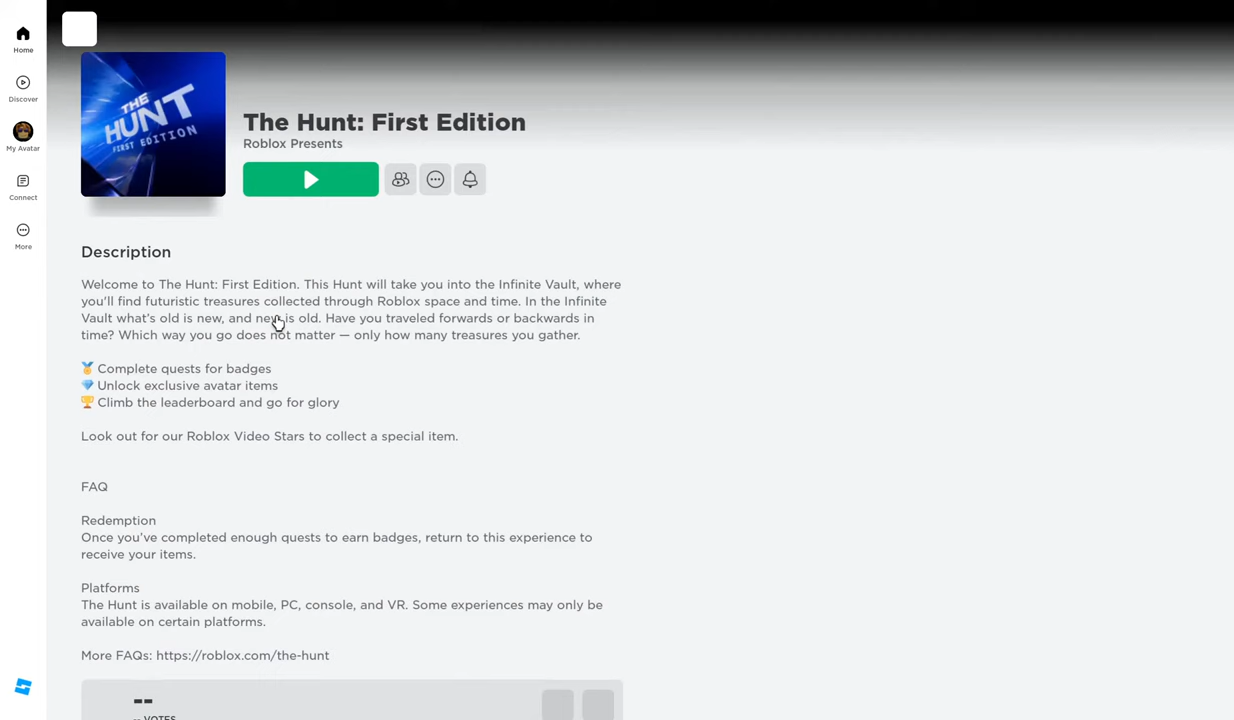 Home
Discover
My Avatar
Connect
More
THE
HUNT
FIRST EDITION
The Hunt: First Edition
Roblox Presents
Description
Welcome to The Hunt: First Edition. This Hunt will take you into the Infinite Vault, where
you'll find futuristic treasures collected through Roblox space and time. In the Infinite
Vault what's old is new, and new is old. Have you traveled forwards or backwards in
time? Which way you go does not matter — only how many treasures you gather.
🏅Complete quests for badges
💎Unlock exclusive avatar items
🏆Climb the leaderboard and go for glory
Look out for our Roblox Video Stars to collect a special item.
FAQ
Redemption
Once you've completed enough quests to earn badges, return to this experience to
receive your items.
Platforms
The Hunt is available on mobile, PC, console, and VR. Some experiences may only be
available on certain platforms.
More FAQs: https://roblox.com/the-hunt
--
-- VOTES